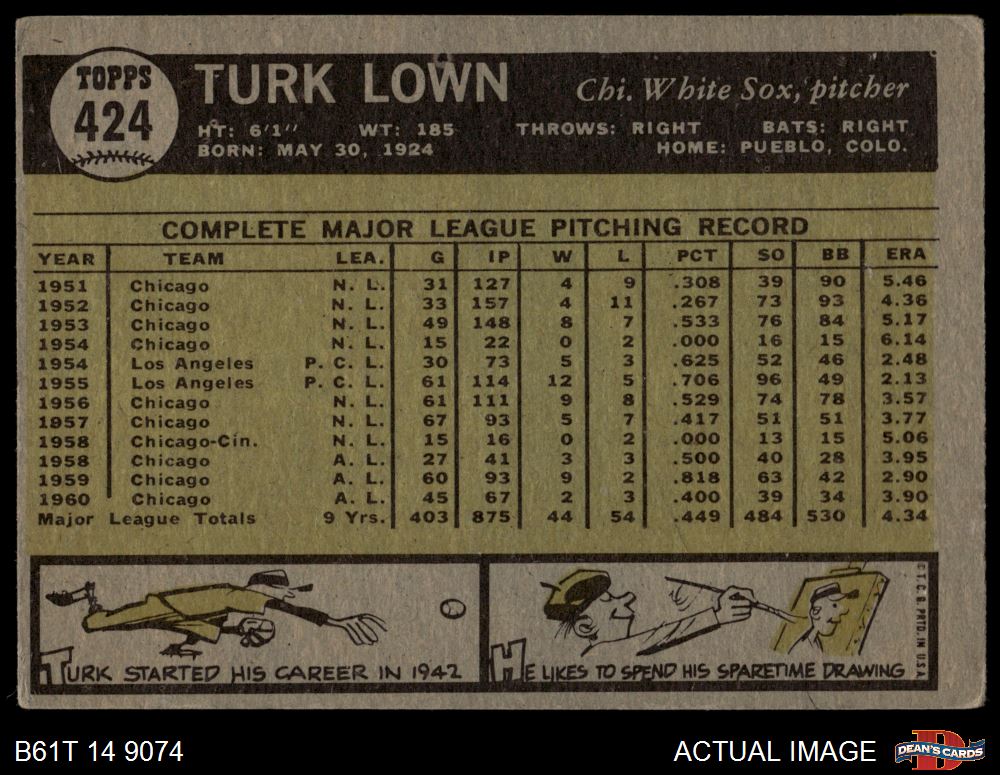 TOPPS
424
TURK LOWN
Chi. White Sox, pitcher
HT: 6'1" WT: 185 THROWS: RIGHT BATS: RIGHT
BORN: MAY 30, 1924 HOME: PUEBLO, COLO.
COMPLETE MAJOR LEAGUE PITCHING RECORD
YEAR TEAM LEA. G IP W L PCT SO BB ERA
1951 Chicago N. L. 31 127 4 9 .308 39 90 5.46
1952 Chicago N. L. 33 157 4 11 .267 73 93 4.36
1953 Chicago N. L. 49 148 8 7 .533 76 84 5.17
1954 Chicago N. L. 15 22 0 2 .000 16 15 6.14
1954 Los Angeles P. C. L. 30 73 5 3 .625 52 46 2.48
1955 Los Angeles P. C. L. 61 114 12 5 .706 96 49 2.13
1956 Chicago N. L. 61 111 9 8 .529 74 78 3.57
1957 Chicago N. L. 67 93 5 7 .417 51 51 3.77
1958 Chicago-Cin. N. L. 15 16 0 2 .000 13 15 5.06
1958 Chicago A. L. 27 41 3 3 .500 40 28 3.95
1959 Chicago A. L. 60 93 9 2 .818 63 42 2.90
1960 Chicago A. L. 45 67 2 3 .400 39 34 3.90
Major League Totals 9 Yrs. 403 875 44 54 .449 484 530 4.34
TURK STARTED HIS CAREER IN 1942
HE LIKES TO SPEND HIS SPARETIME DRAWING
© T. C. G. PRTD. IN U.S.A.
B61T 14 9074
ACTUAL IMAGE
D
DEAN'S CARDS